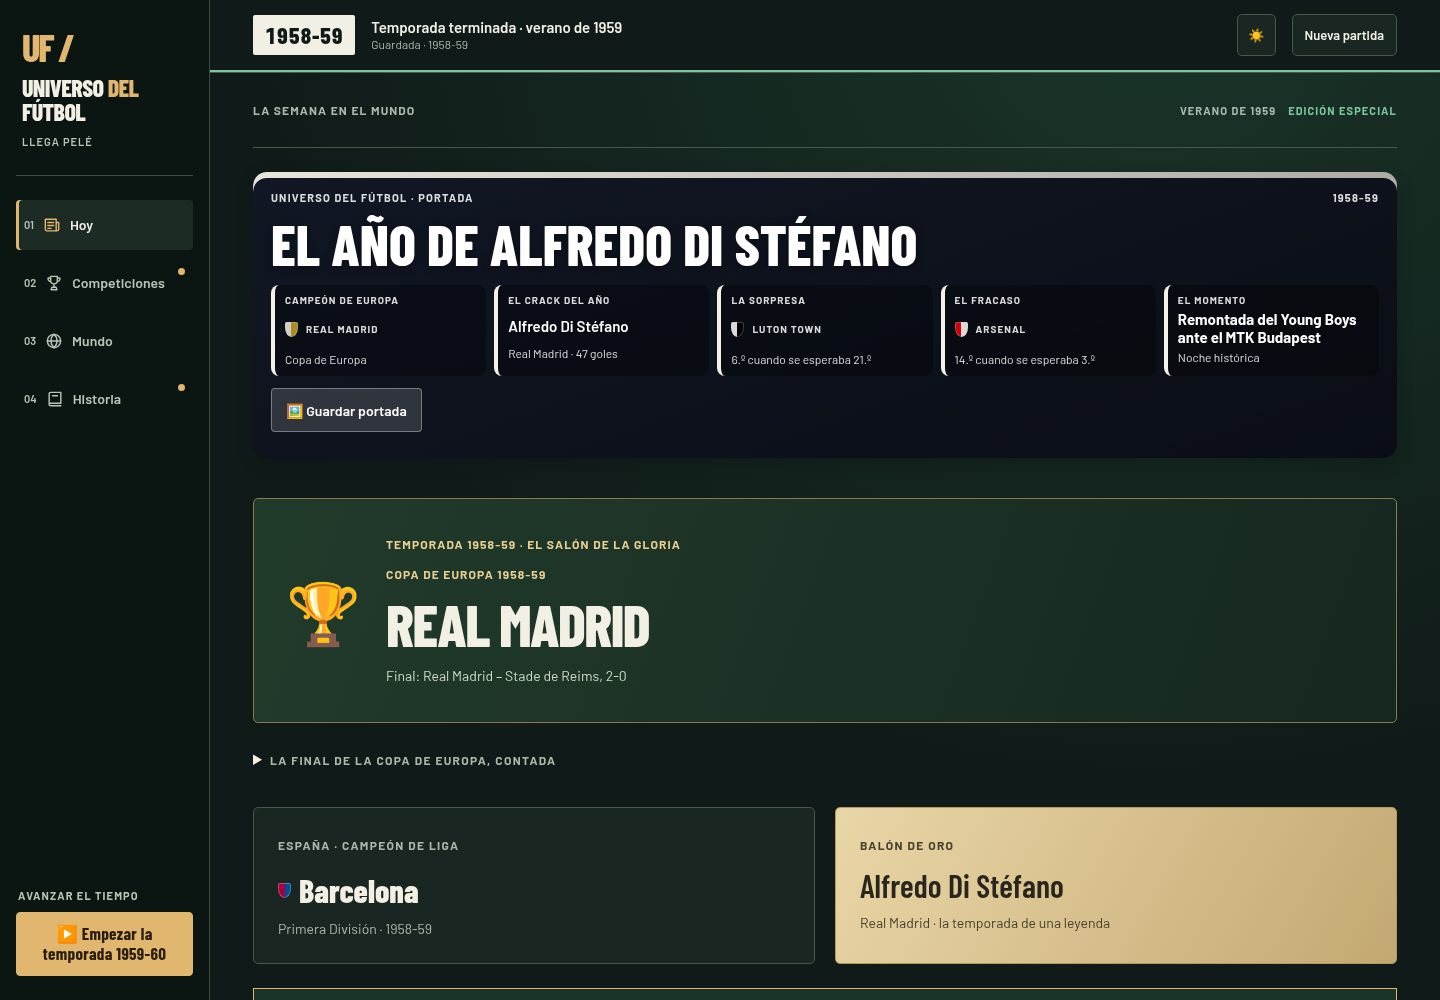 UF /
UNIVERSO DEL
FÚTBOL
LLEGA PELÉ
01 Hoy
02 Competiciones
03 Mundo
04 Historia
AVANZAR EL TIEMPO
▶️ Empezar la
temporada 1959-60
1958-59
Temporada terminada · verano de 1959
Guardada · 1958-59
Nueva partida
LA SEMANA EN EL MUNDO
VERANO DE 1959 EDICIÓN ESPECIAL
UNIVERSO DEL FÚTBOL · PORTADA
1958-59
EL AÑO DE ALFREDO DI STÉFANO
CAMPEÓN DE EUROPA
REAL MADRID
Copa de Europa
EL CRACK DEL AÑO
Alfredo Di Stéfano
Real Madrid · 47 goles
LA SORPRESA
LUTON TOWN
6.º cuando se esperaba 21.º
EL FRACASO
ARSENAL
14.º cuando se esperaba 3.º
EL MOMENTO
Remontada del Young Boys
ante el MTK Budapest
Noche histórica
Guardar portada
TEMPORADA 1958-59 · EL SALÓN DE LA GLORIA
COPA DE EUROPA 1958-59
REAL MADRID
Final: Real Madrid – Stade de Reims, 2-0
LA FINAL DE LA COPA DE EUROPA, CONTADA
ESPAÑA · CAMPEÓN DE LIGA
Barcelona
Primera División · 1958-59
BALÓN DE ORO
Alfredo Di Stéfano
Real Madrid · la temporada de una leyenda